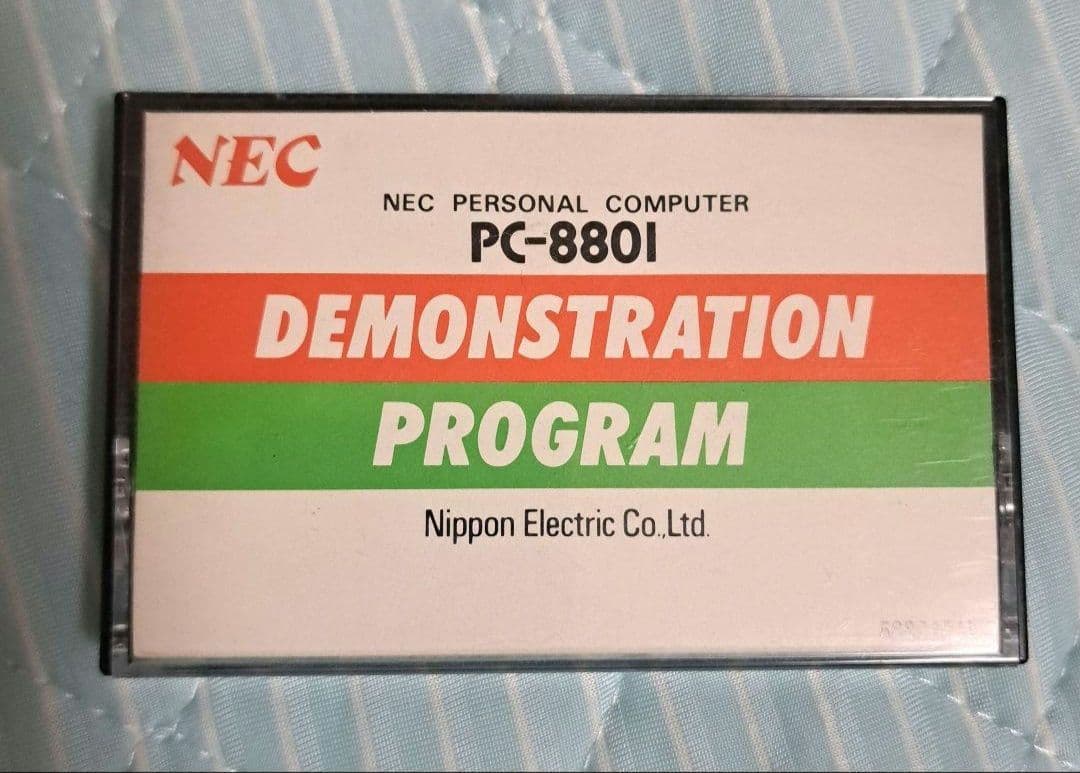 NEC
NEC PERSONAL COMPUTER
PC-8801
DEMONSTRATION
PROGRAM
Nippon Electric Co.,Ltd.